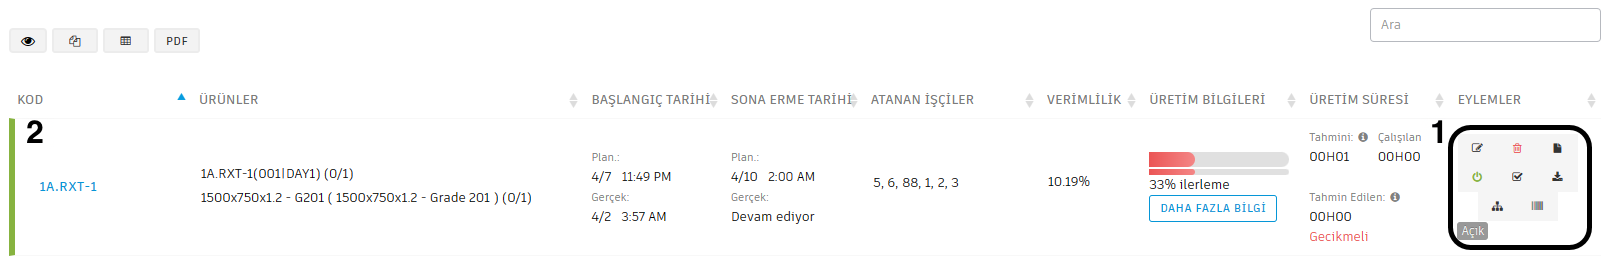 Ara
PDF
KOD ÜRÜNLER BAŞLANGIÇ TARİHİ SONA ERME TARİHİ ATANAN İŞÇİLER VERİMLİLİK ÜRETİM BİLGİLERİ ÜRETİM SÜRESİ EYLEMLER
2
1A.RXT-1
1A.RXT-1(001|DAY1) (0/1)
1500x750x1.2 - G201 ( 1500x750x1.2 - Grade 201 ) (0/1)
Plan.:
4/7 11:49 PM
Gerçek:
4/2 3:57 AM
Plan.:
4/10 2:00 AM
Gerçek:
Devam ediyor
5, 6, 88, 1, 2, 3
10.19%
33% ilerleme
DAHA FAZLA BİLGİ
Tahmini: Çalışılan
00H01 00H00
Tahmin Edilen:
00H00
Gecikmeli
1
Açık